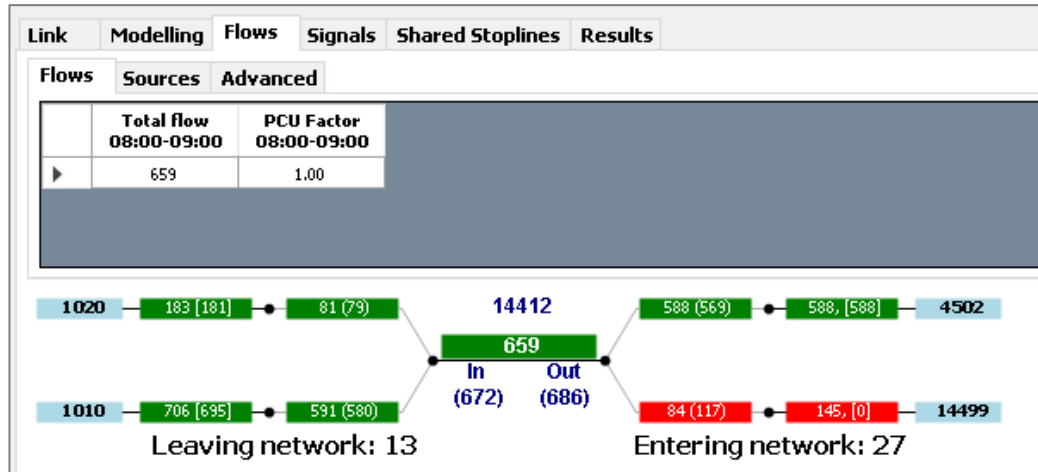 Link Modelling Flows Signals Shared Stoplines Results
Flows Sources Advanced
Total flow PCU Factor
08:00-09:00 08:00-09:00
659 1.00
1020 183 [181] 81 (79) 14412 588 (569) 588, [588] 4502
659
In Out
(672) (686)
1010 706 [695] 591 (580) 84 (117) 145, [0] 14499
Leaving network: 13 Entering network: 27